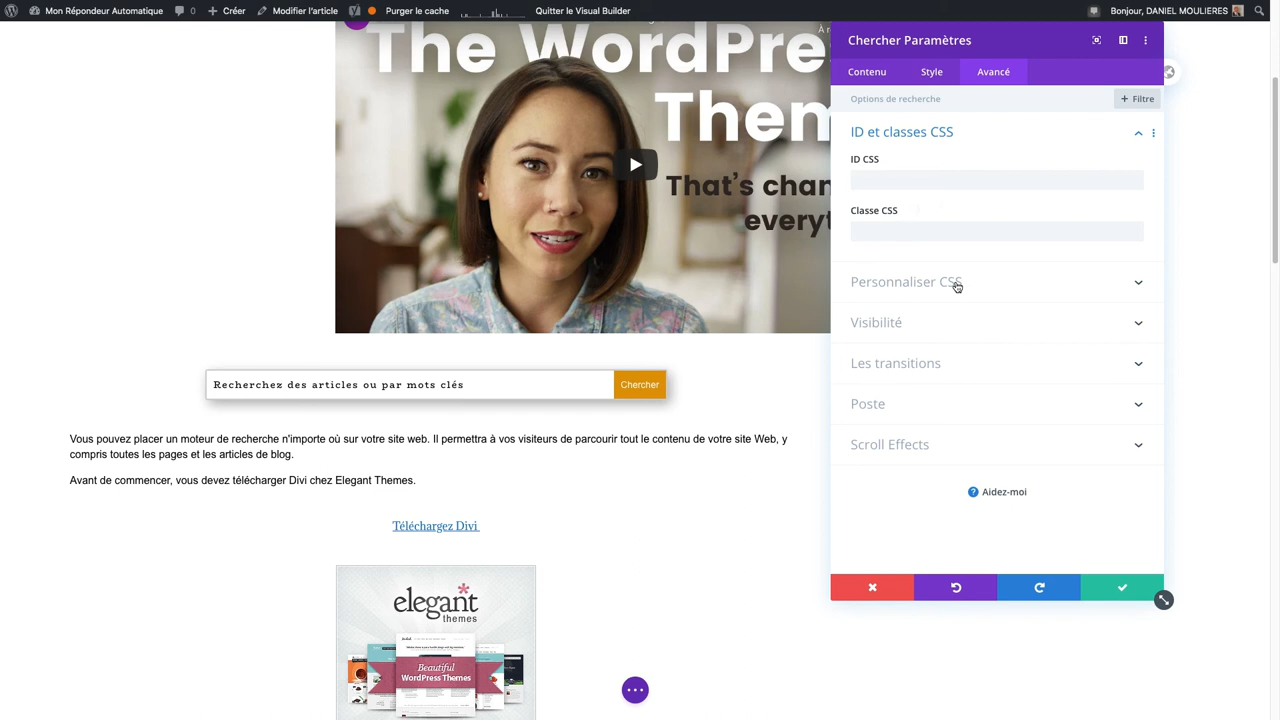 Mon Répondeur Automatique 0 Créer Modifier l'article SEO Purger le cache Quitter le Visual Builder Bonjour, DANIEL MOULIERES
The WordPre
Them
That's chan
everyt
Chercher Paramètres
Contenu Style Avancé
Options de recherche + Filtre
ID et classes CSS
ID CSS
Classe CSS
Personnaliser CSS
Visibilité
Les transitions
Poste
Scroll Effects
? Aidez-moi
Recherchez des articles ou par mots clés Chercher
Vous pouvez placer un moteur de recherche n'importe où sur votre site web. Il permettra à vos visiteurs de parcourir tout le contenu de votre site Web, y
compris toutes les pages et les articles de blog.
Avant de commencer, vous devez télécharger Divi chez Elegant Themes.
Téléchargez Divi
elegant
themes
Beautiful
WordPress Themes